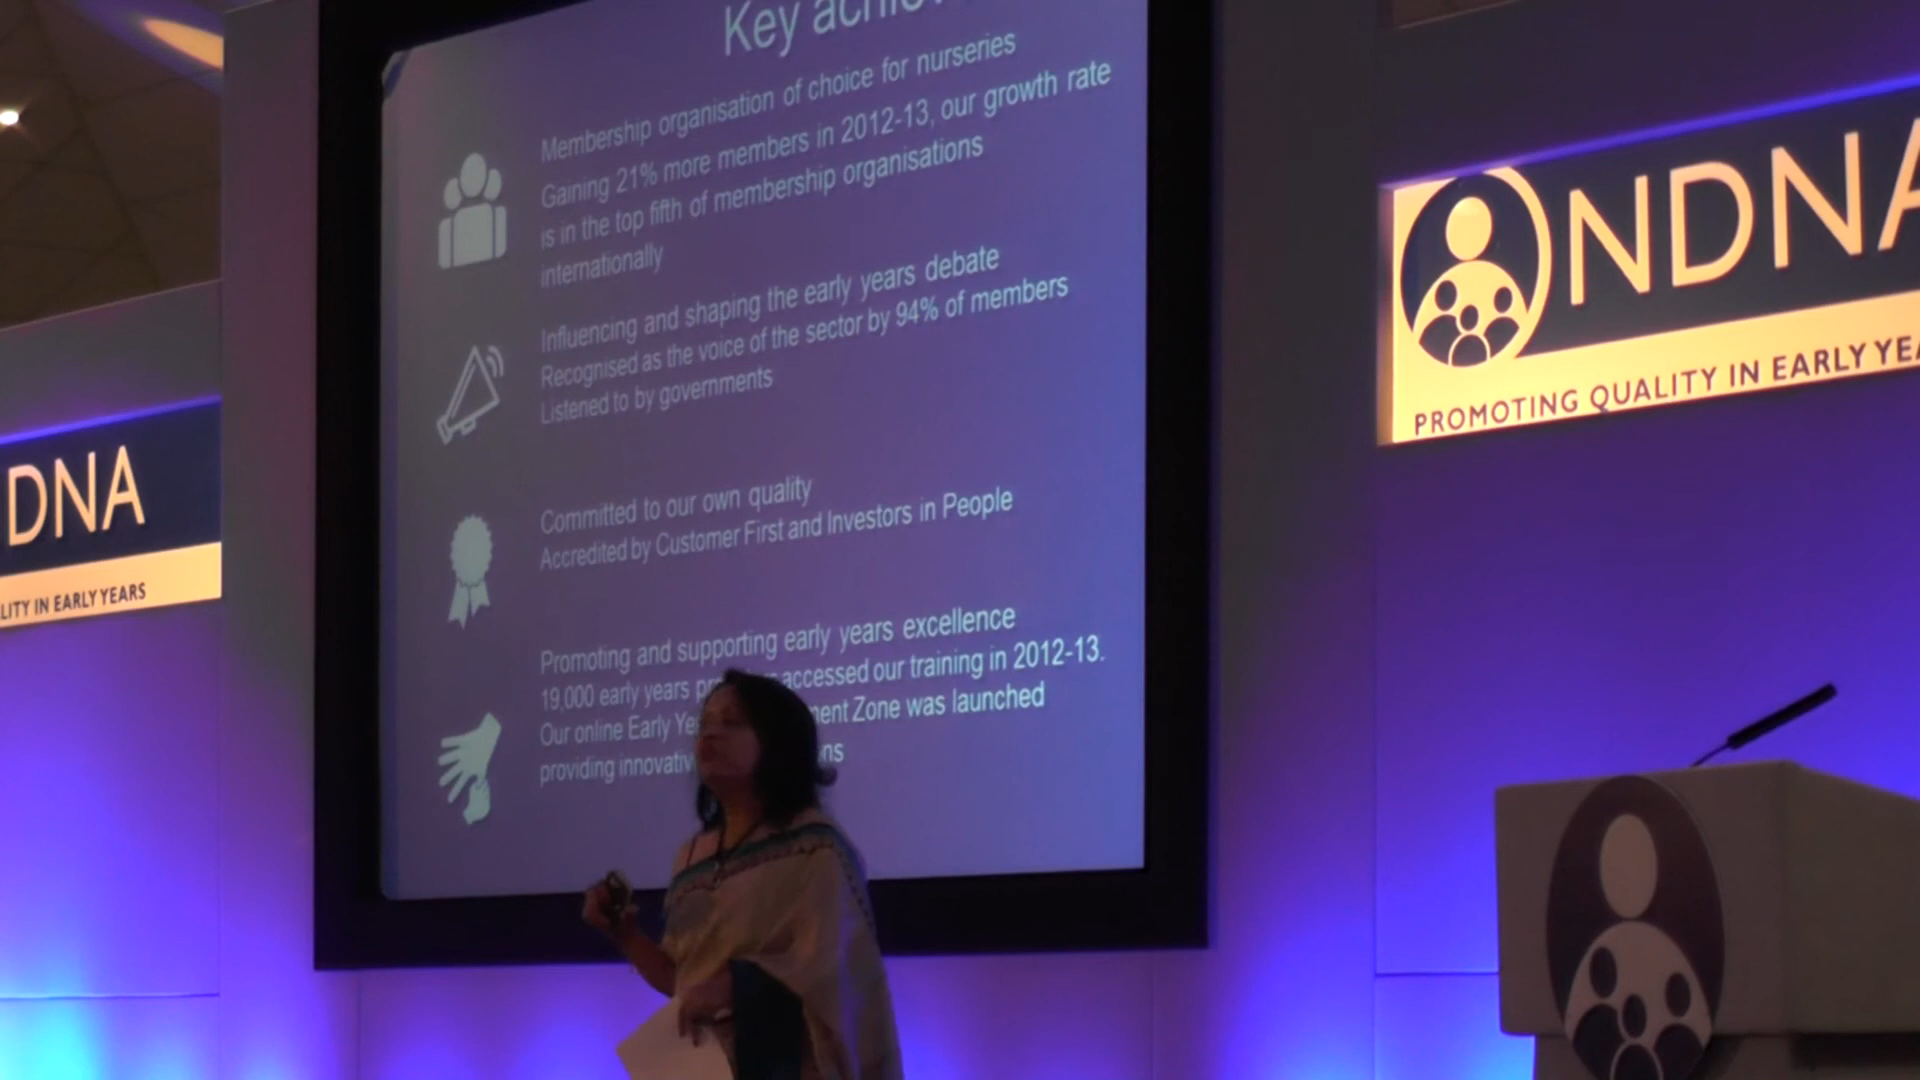 Key achie
Membership organisation of choice for nurseries
Gaining 21% more members in 2012-13, our growth rate
is in the top fifth of membership organisations
internationally
Influencing and shaping the early years debate
Recognised as the voice of the sector by 94% of members
Listened to by governments
Committed to our own quality
Accredited by Customer First and Investors in People
Promoting and supporting early years excellence
19,000 early years accessed our training in 2012-13.
Our online Early Ye ment Zone was launched
providing innovativ ns
DNA
LITY IN EARLY YEARS
NDNA
PROMOTING QUALITY IN EARLY YEA